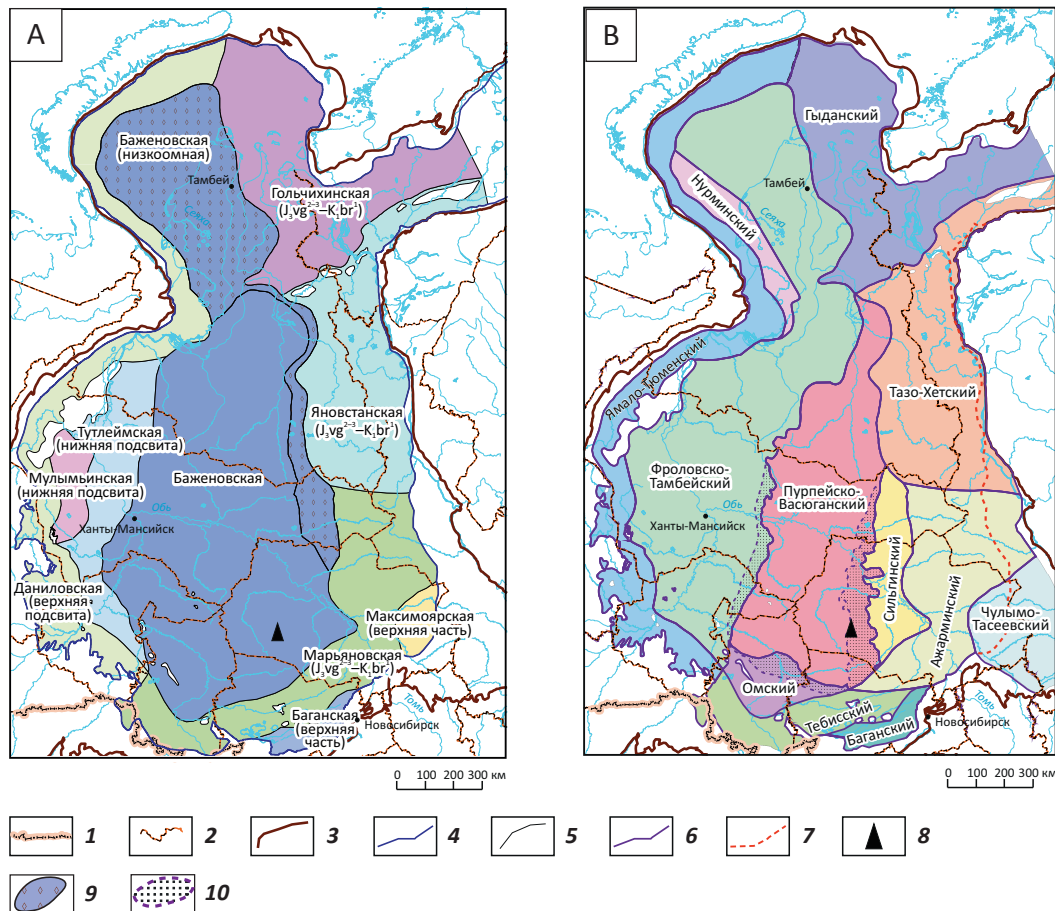 A
Баженовская
(низкоомная)
Тамбей
Сеяха
Гольчихинская
(J₃vg²⁻³–K₁br¹)
Яновстанская
(J₃vg²⁻³–K₁br¹)
Тутлеймская
(нижняя подсвита)
Мулымьинская
(нижняя подсвита)
Баженовская
Обь
Ханты-Мансийск
Даниловская
(верхняя
подсвита)
Максимоярская
(верхняя часть)
Марьяновская
(J₃vg²⁻³–K₁br¹)
Баганская
(верхняя
часть)
Томь
Новосибирск
0 100 200 300 км
B
Гыданский
Тамбей
Сеяха
Нурминский
Ямало-Тюменский
Тазо-Хетский
Фроловско-
Тамбейский
Пурпейско-
Васюганский
Обь
Ханты-Мансийск
Сильгинский
Ажарминский
Чулымо-
Тасеевский
Омский
Тебисский
Баганский
Томь
Новосибирск
0 100 200 300 км
1
2
3
4
5
6
7
8
9
10